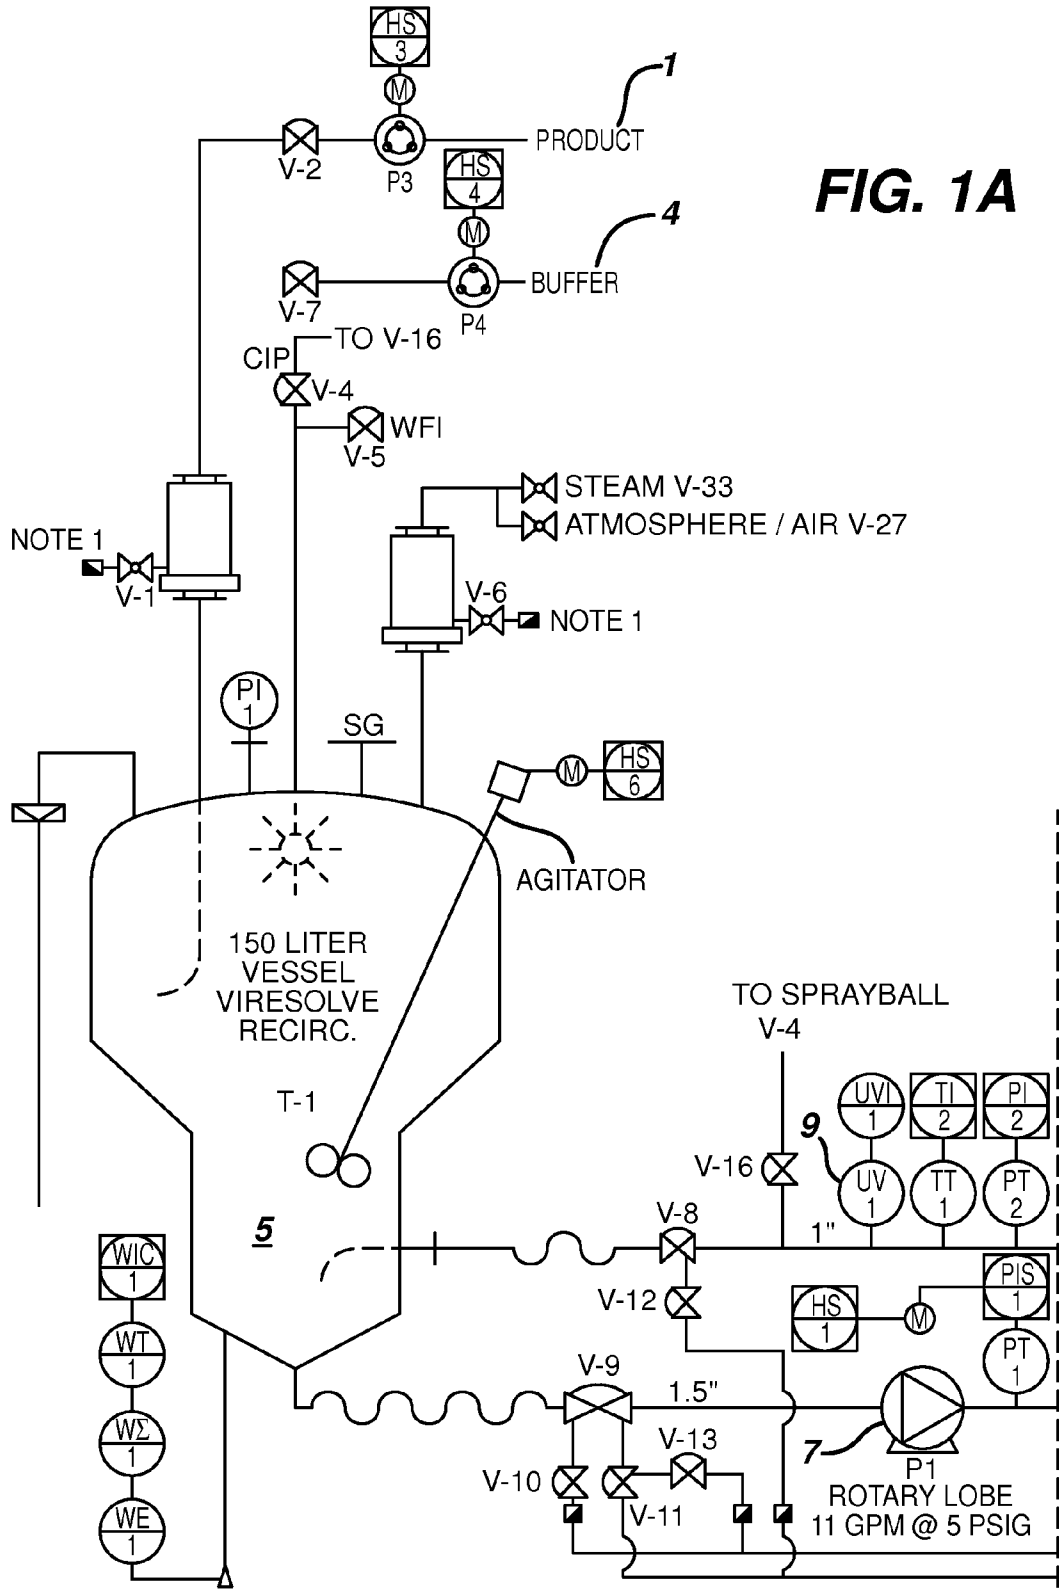 HS
3
M
1
PRODUCT
V-2
P3
HS
4
FIG. 1A
M
4
BUFFER
V-7
P4
TO V-16
CIP
V-4
WFI
V-5
STEAM V-33
ATMOSPHERE / AIR V-27
NOTE 1
V-1
V-6
NOTE 1
PI
1
SG
M
HS
6
AGITATOR
150 LITER
VESSEL
VIRESOLVE
RECIRC.
TO SPRAYBALL
V-4
T-1
UVI
1
TI
2
PI
2
9
V-16
UV
1
TT
1
PT
2
5
V-8
1"
WIC
1
V-12
HS
1
M
PIS
1
WT
1
PT
1
V-9
1.5"
WΣ
1
V-13
7
V-10
P1
V-11
ROTARY LOBE
11 GPM @ 5 PSIG
WE
1